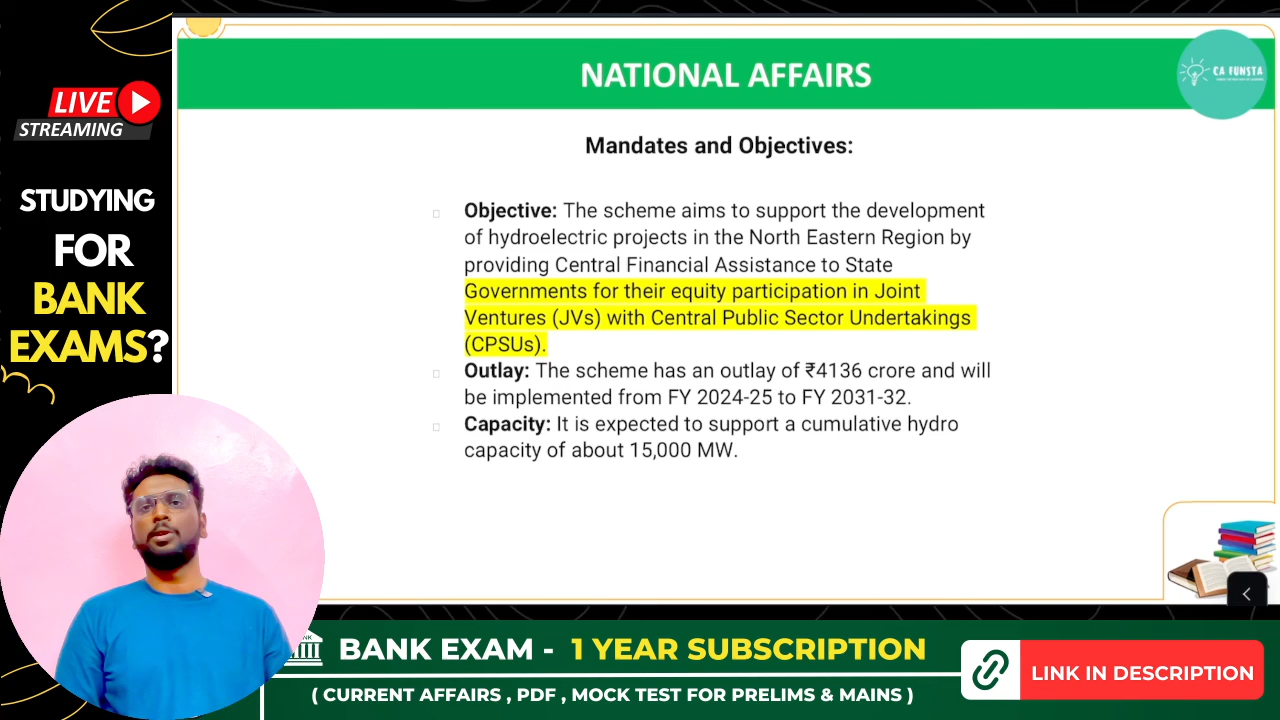 LIVE
STREAMING
STUDYING
FOR
BANK
EXAMS?
NATIONAL AFFAIRS
CA FUNSTA
Mandates and Objectives:
Objective: The scheme aims to support the development
of hydroelectric projects in the North Eastern Region by
providing Central Financial Assistance to State
Governments for their equity participation in Joint
Ventures (JVs) with Central Public Sector Undertakings
(CPSUs).
Outlay: The scheme has an outlay of ₹4136 crore and will
be implemented from FY 2024-25 to FY 2031-32.
Capacity: It is expected to support a cumulative hydro
capacity of about 15,000 MW.
BANK EXAM - 1 YEAR SUBSCRIPTION
( CURRENT AFFAIRS , PDF , MOCK TEST FOR PRELIMS & MAINS )
LINK IN DESCRIPTION